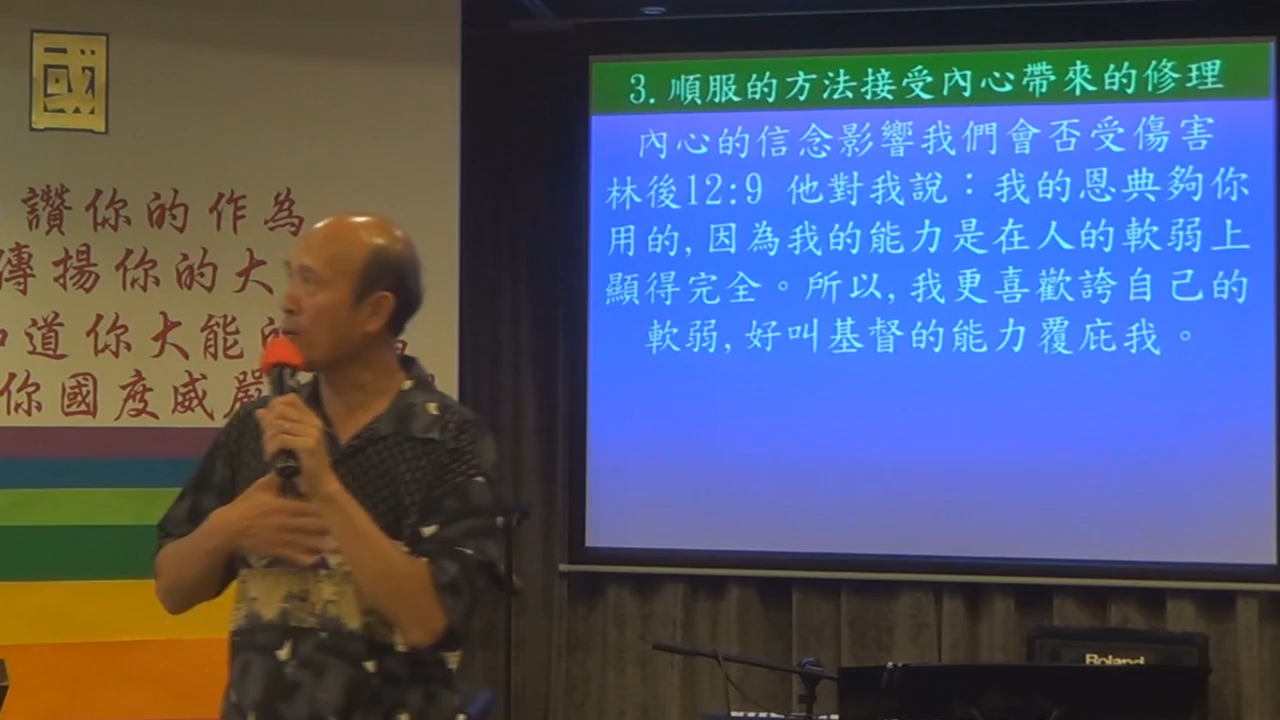 國
讚你的作為
傳揚你的大
道你大能
你國度威嚴
3.順服的方法接受內心帶來的修理
內心的信念影響我們會否受傷害
林後12:9 他對我說：我的恩典夠你
用的,因為我的能力是在人的軟弱上
顯得完全。所以,我更喜歡誇自己的
軟弱,好叫基督的能力覆庇我。
Roland